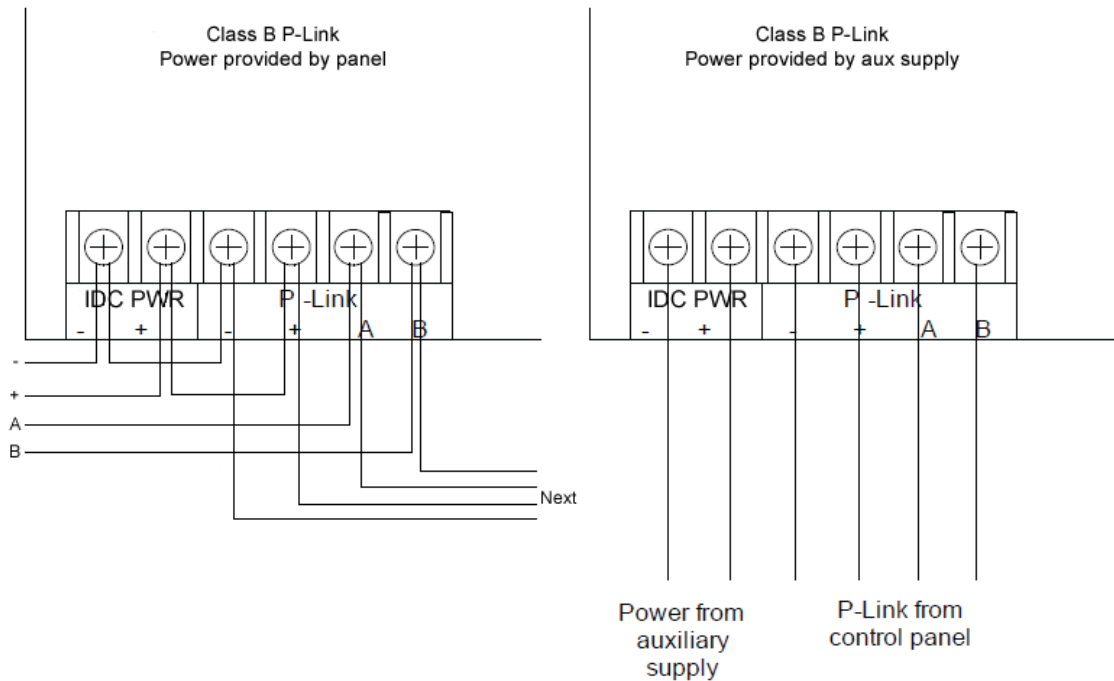 Class B P-Link
Power provided by panel
IDC PWR
P -Link
- + - + A B
-
+
A
B
Next
Class B P-Link
Power provided by aux supply
IDC PWR
P -Link
- + - + A B
Power from
auxiliary
supply
P-Link from
control panel